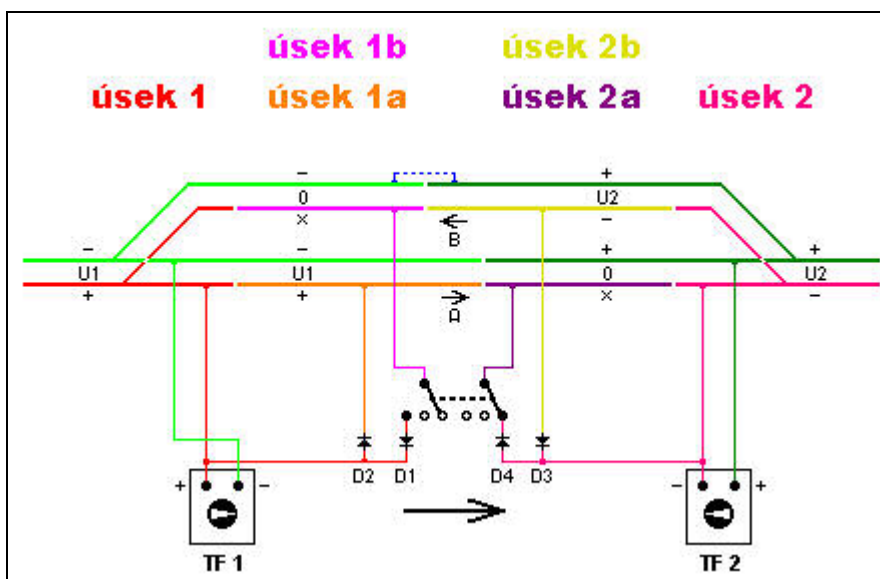 úsek 1b úsek 2b
úsek 1 úsek 1a úsek 2a úsek 2
− +
0 U2
× −
B
− − + +
U1 U1 0 U2
+ + × −
A
D2 D1 D4 D3
+ − − +
TF 1 TF 2